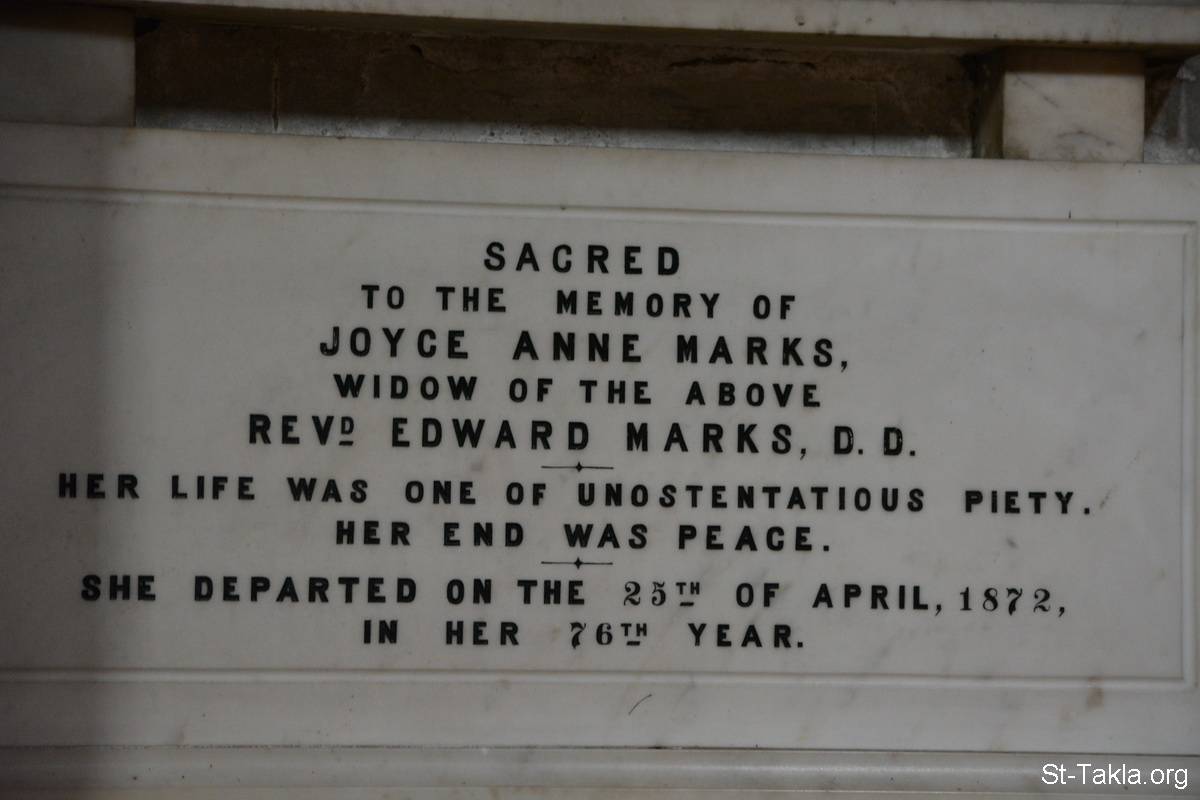 SACRED
TO THE MEMORY OF
JOYCE ANNE MARKS,
WIDOW OF THE ABOVE
REVD EDWARD MARKS, D. D.
HER LIFE WAS ONE OF UNOSTENTATIOUS PIETY.
HER END WAS PEACE.
SHE DEPARTED ON THE 25TH OF APRIL, 1872,
IN HER 76TH YEAR.
St-Takla.org